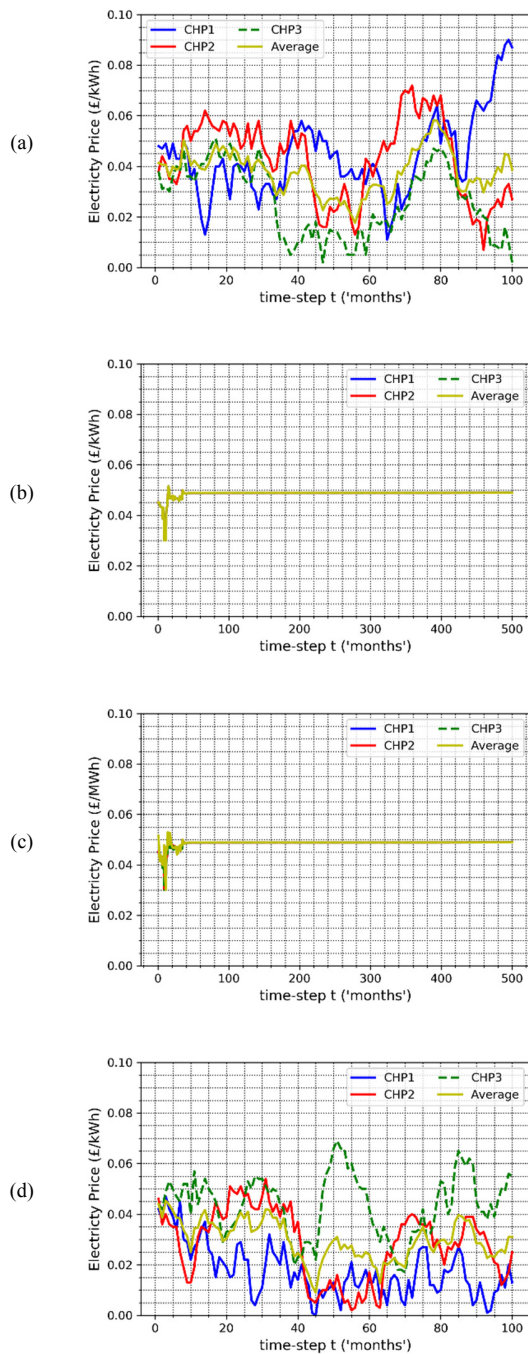 (a)
Electricty Price (£/kWh)
0.10
0.08
0.06
0.04
0.02
0.00
CHP1
CHP2
CHP3
Average
0
20
40
60
80
100
time-step t ('months')
(b)
Electricty Price (£/kWh)
0.10
0.08
0.06
0.04
0.02
0.00
CHP1
CHP2
CHP3
Average
0
100
200
300
400
500
time-step t ('months')
(c)
Electricty Price (£/MWh)
0.10
0.08
0.06
0.04
0.02
0.00
CHP1
CHP2
CHP3
Average
0
100
200
300
400
500
time-step t ('months')
(d)
Electricty Price (£/kWh)
0.10
0.08
0.06
0.04
0.02
0.00
CHP1
CHP2
CHP3
Average
0
20
40
60
80
100
time-step t ('months')